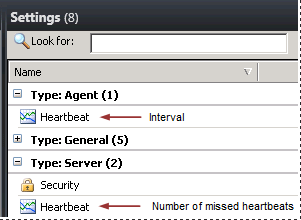 Settings (8)
Look for:
Name
Type: Agent (1)
Heartbeat Interval
Type: General (5)
Type: Server (2)
Security
Heartbeat Number of missed heartbeats